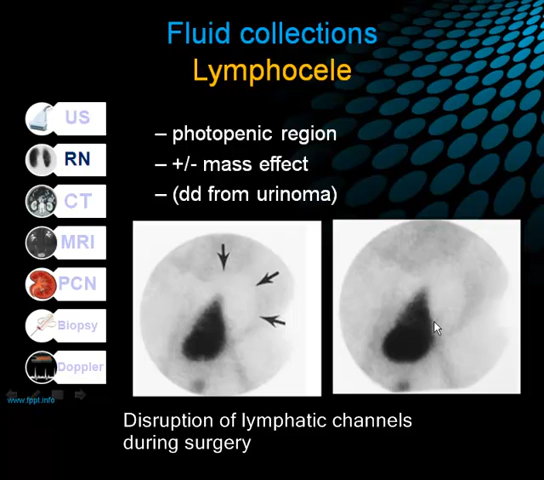 Fluid collections
Lymphocele
US
RN
CT
MRI
PCN
Biopsy
Doppler
– photopenic region
– +/- mass effect
– (dd from urinoma)
www.fppt.info
Disruption of lymphatic channels
during surgery